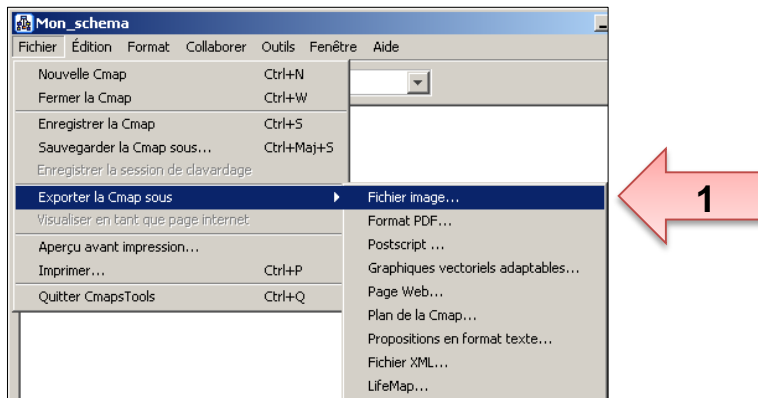 Mon_schema
Fichier Édition Format Collaborer Outils Fenêtre Aide
Nouvelle Cmap Ctrl+N
Fermer la Cmap Ctrl+W
Enregistrer la Cmap Ctrl+S
Sauvegarder la Cmap sous... Ctrl+Maj+S
Enregistrer la session de clavardage
Exporter la Cmap sous
Visualiser en tant que page internet
Aperçu avant impression...
Imprimer... Ctrl+P
Quitter CmapsTools Ctrl+Q
Fichier image...
Format PDF...
Postscript ...
Graphiques vectoriels adaptables...
Page Web...
Plan de la Cmap...
Propositions en format texte...
Fichier XML...
LifeMap...
1